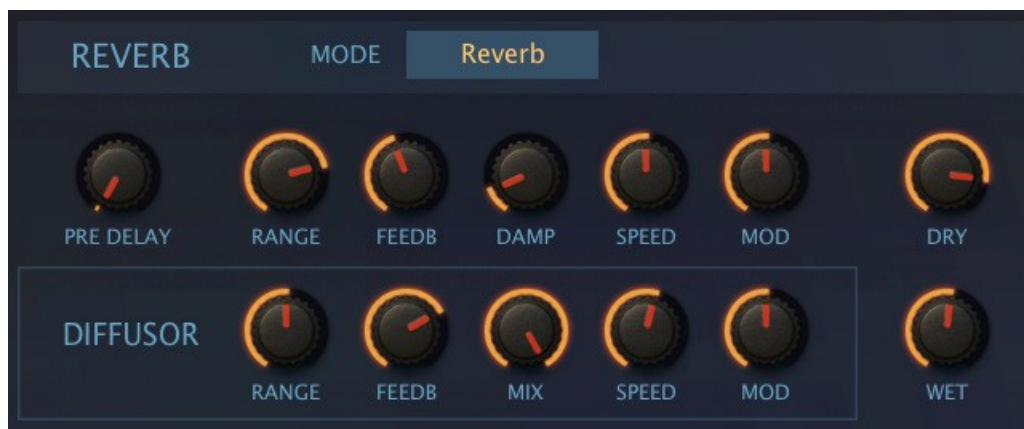 REVERB MODE Reverb
PRE DELAY RANGE FEEDB DAMP SPEED MOD DRY
DIFFUSOR
RANGE FEEDB MIX SPEED MOD WET